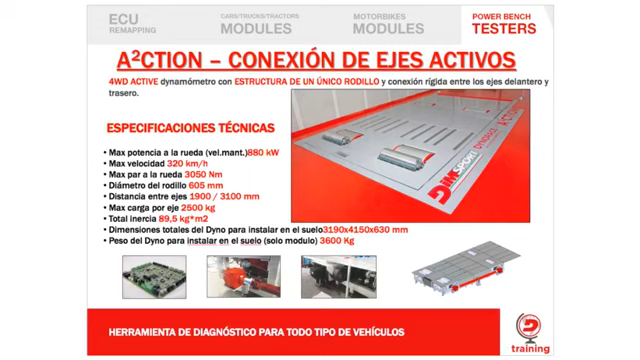 ECU
REMAPPING
CARS/TRUCKS/TRACTORS
MODULES
MOTORBIKES
MODULES
POWER BENCH
TESTERS
A²CTION – CONEXIÓN DE EJES ACTIVOS
4WD ACTIVE dynamómetro con ESTRUCTURA DE UN ÚNICO RODILLO y conexión rígida entre los ejes delantero y
trasero.
ESPECIFICACIONES TÉCNICAS
• Max potencia a la rueda (vel.mant.)880 kW
• Max velocidad 320 km/h
• Max par a la rueda 3050 Nm
• Diámetro del rodillo 605 mm
• Distancia entre ejes 1900 / 3100 mm
• Max carga por eje 2500 kg
• Total inercia 89,5 kg*m2
• Dimensiones totales del Dyno para instalar en el suelo3190x4150x630 mm
• Peso del Dyno para instalar en el suelo (solo modulo) 3600 Kg
DIMSPORT DYNORACE
HERRAMIENTA DE DIAGNÓSTICO PARA TODO TIPO DE VEHÍCULOS
training